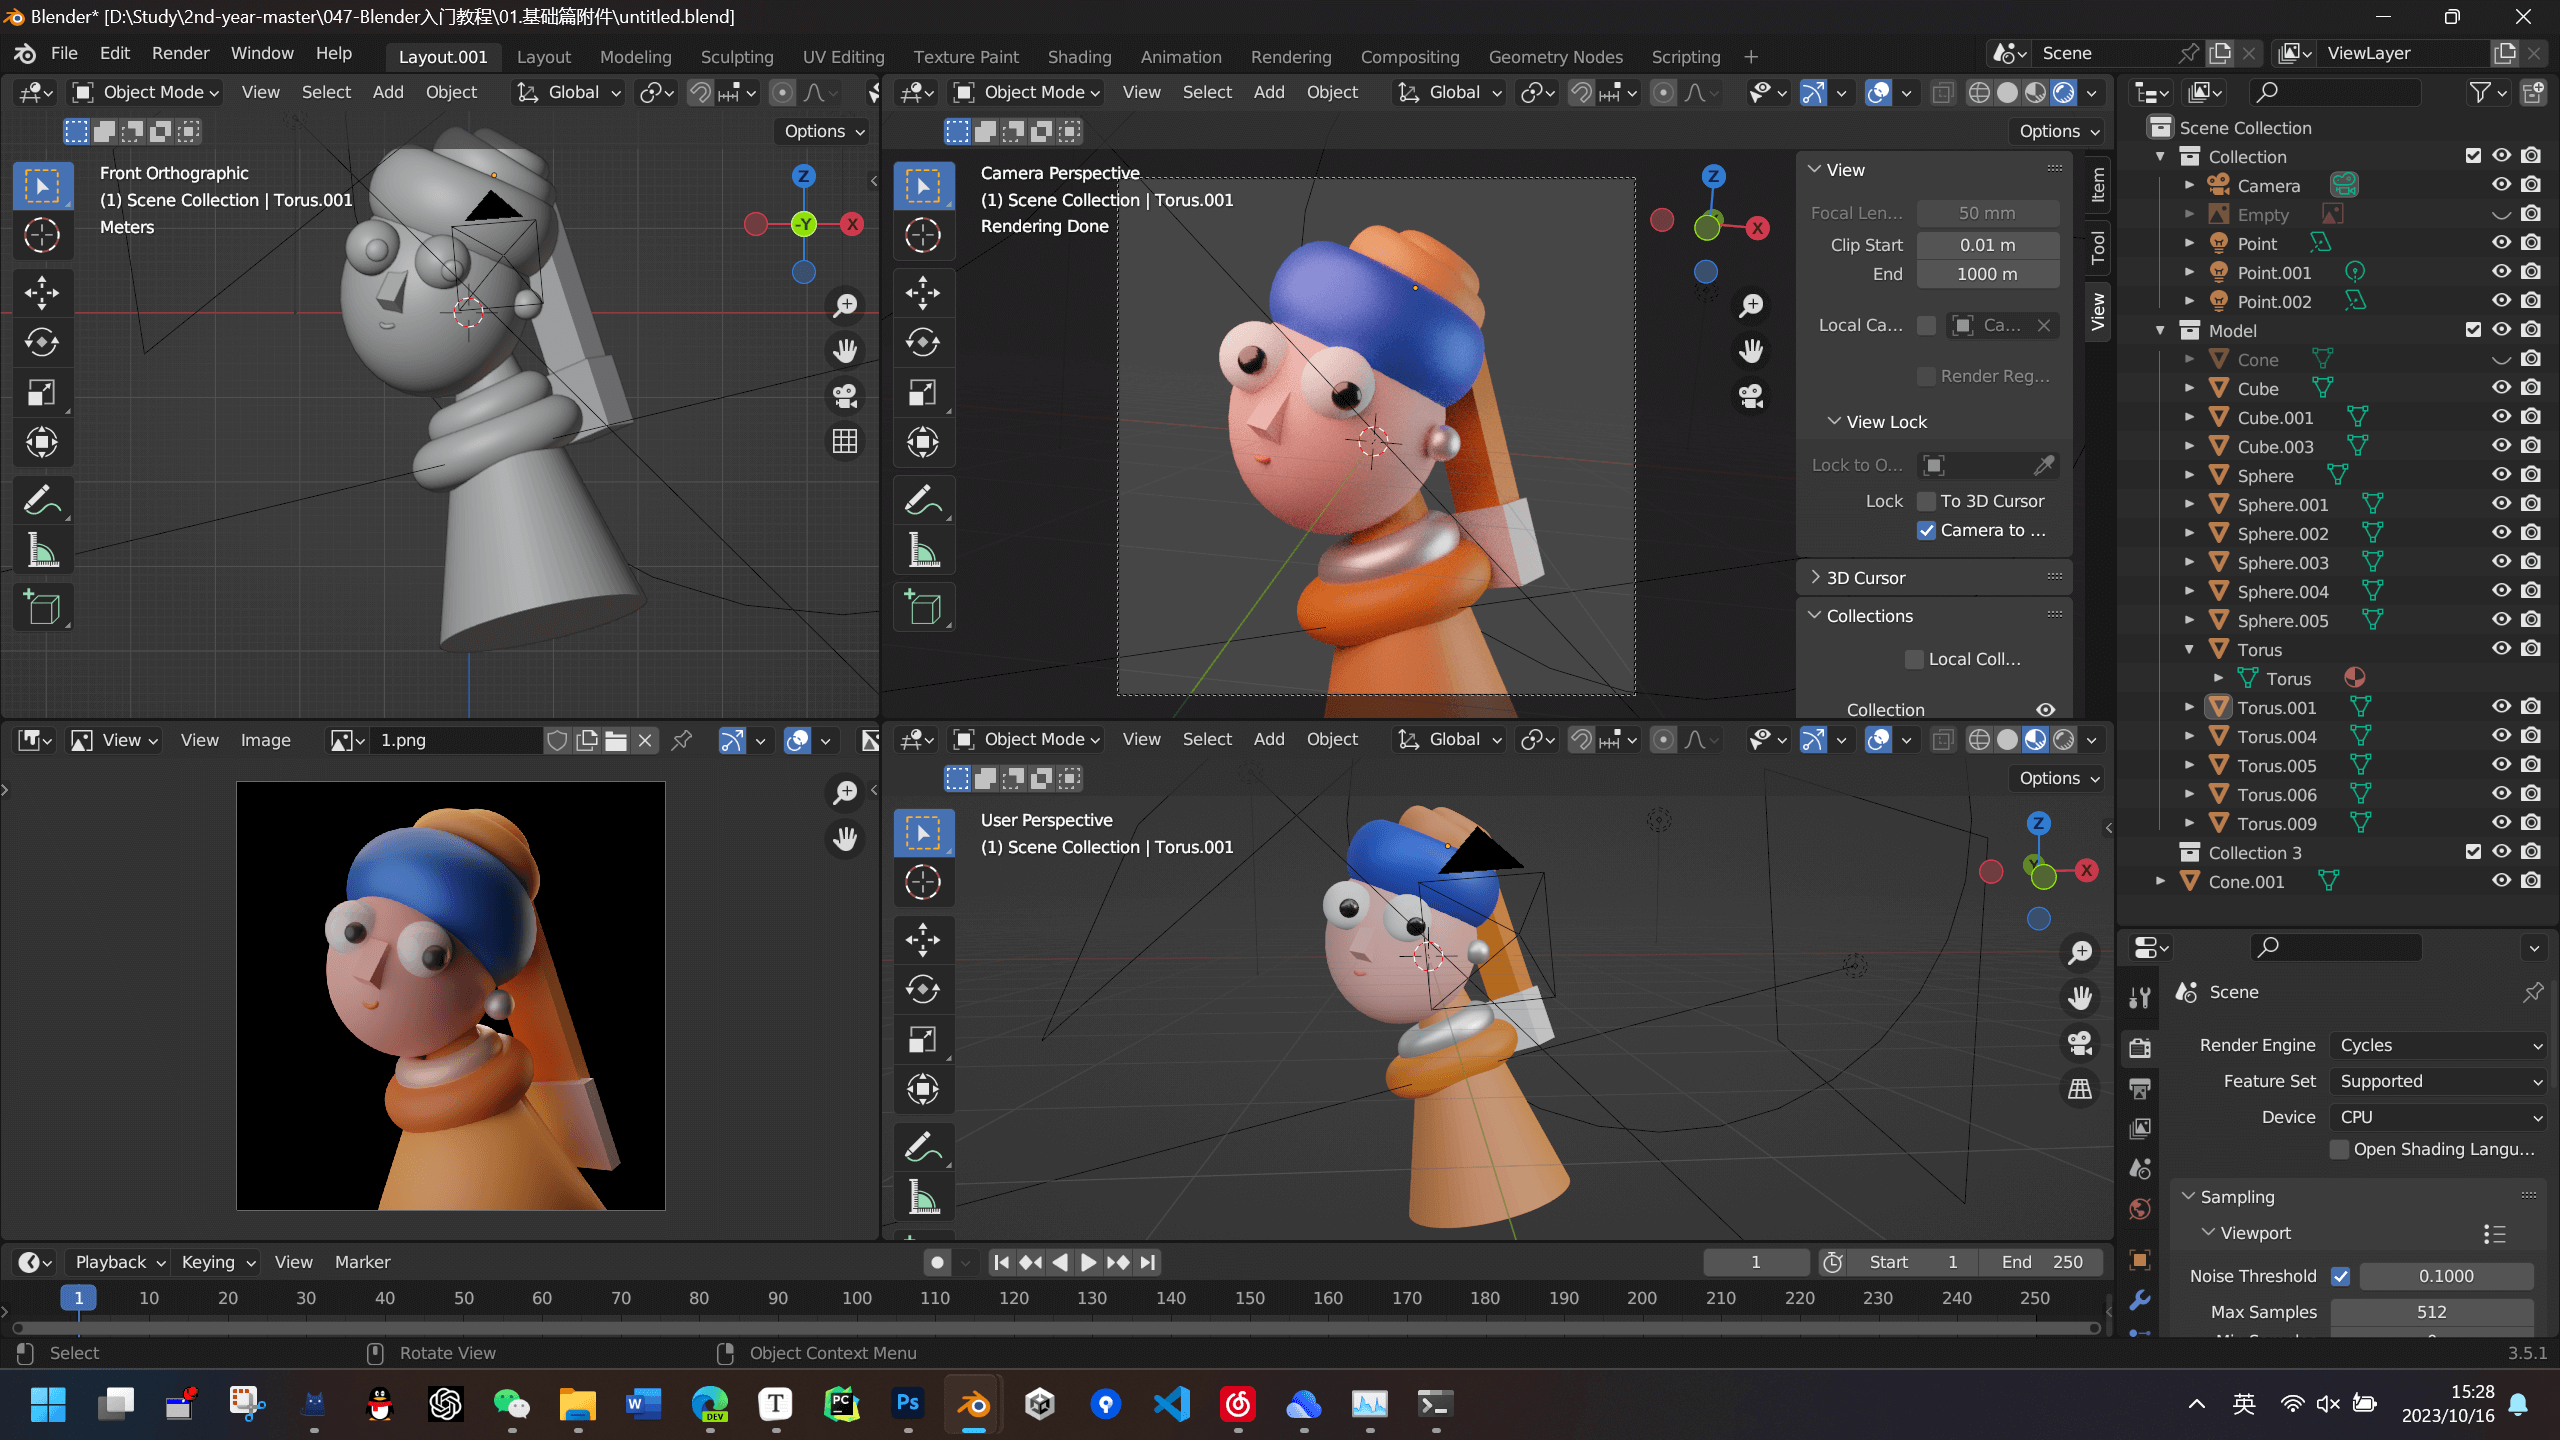 Blender* [D:\Study\2nd-year-master\047-Blender入门教程\01.基础篇附件\untitled.blend]
File Edit Render Window Help Layout.001 Layout Modeling Sculpting UV Editing Texture Paint Shading Animation Rendering Compositing Geometry Nodes Scripting + Scene ViewLayer
Object Mode View Select Add Object Global
Options
Front Orthographic
(1) Scene Collection | Torus.001
Meters
Z
-Y
X
Object Mode View Select Add Object Global
Options
Camera Perspective
(1) Scene Collection | Torus.001
Rendering Done
Z
X
View
Focal Len... 50 mm
Clip Start 0.01 m
End 1000 m
Local Ca... Ca...
Render Reg...
View Lock
Lock to O...
Lock To 3D Cursor
Camera to ...
3D Cursor
Collections
Local Coll...
Collection
Item
Tool
View
View View Image 1.png
Object Mode View Select Add Object Global
Options
User Perspective
(1) Scene Collection | Torus.001
Z
Y
X
Scene Collection
Collection
Camera
Empty
Point
Point.001
Point.002
Model
Cone
Cube
Cube.001
Cube.003
Sphere
Sphere.001
Sphere.002
Sphere.003
Sphere.004
Sphere.005
Torus
Torus
Torus.001
Torus.004
Torus.005
Torus.006
Torus.009
Collection 3
Cone.001
Scene
Render Engine Cycles
Feature Set Supported
Device CPU
Open Shading Langu...
Sampling
Viewport
Noise Threshold 0.1000
Max Samples 512
Playback Keying View Marker 1 Start 1 End 250
1 10 20 30 40 50 60 70 80 90 100 110 120 130 140 150 160 170 180 190 200 210 220 230 240 250
Select Rotate View Object Context Menu 3.5.1
W DEV T PC Ps
英
15:28
2023/10/16